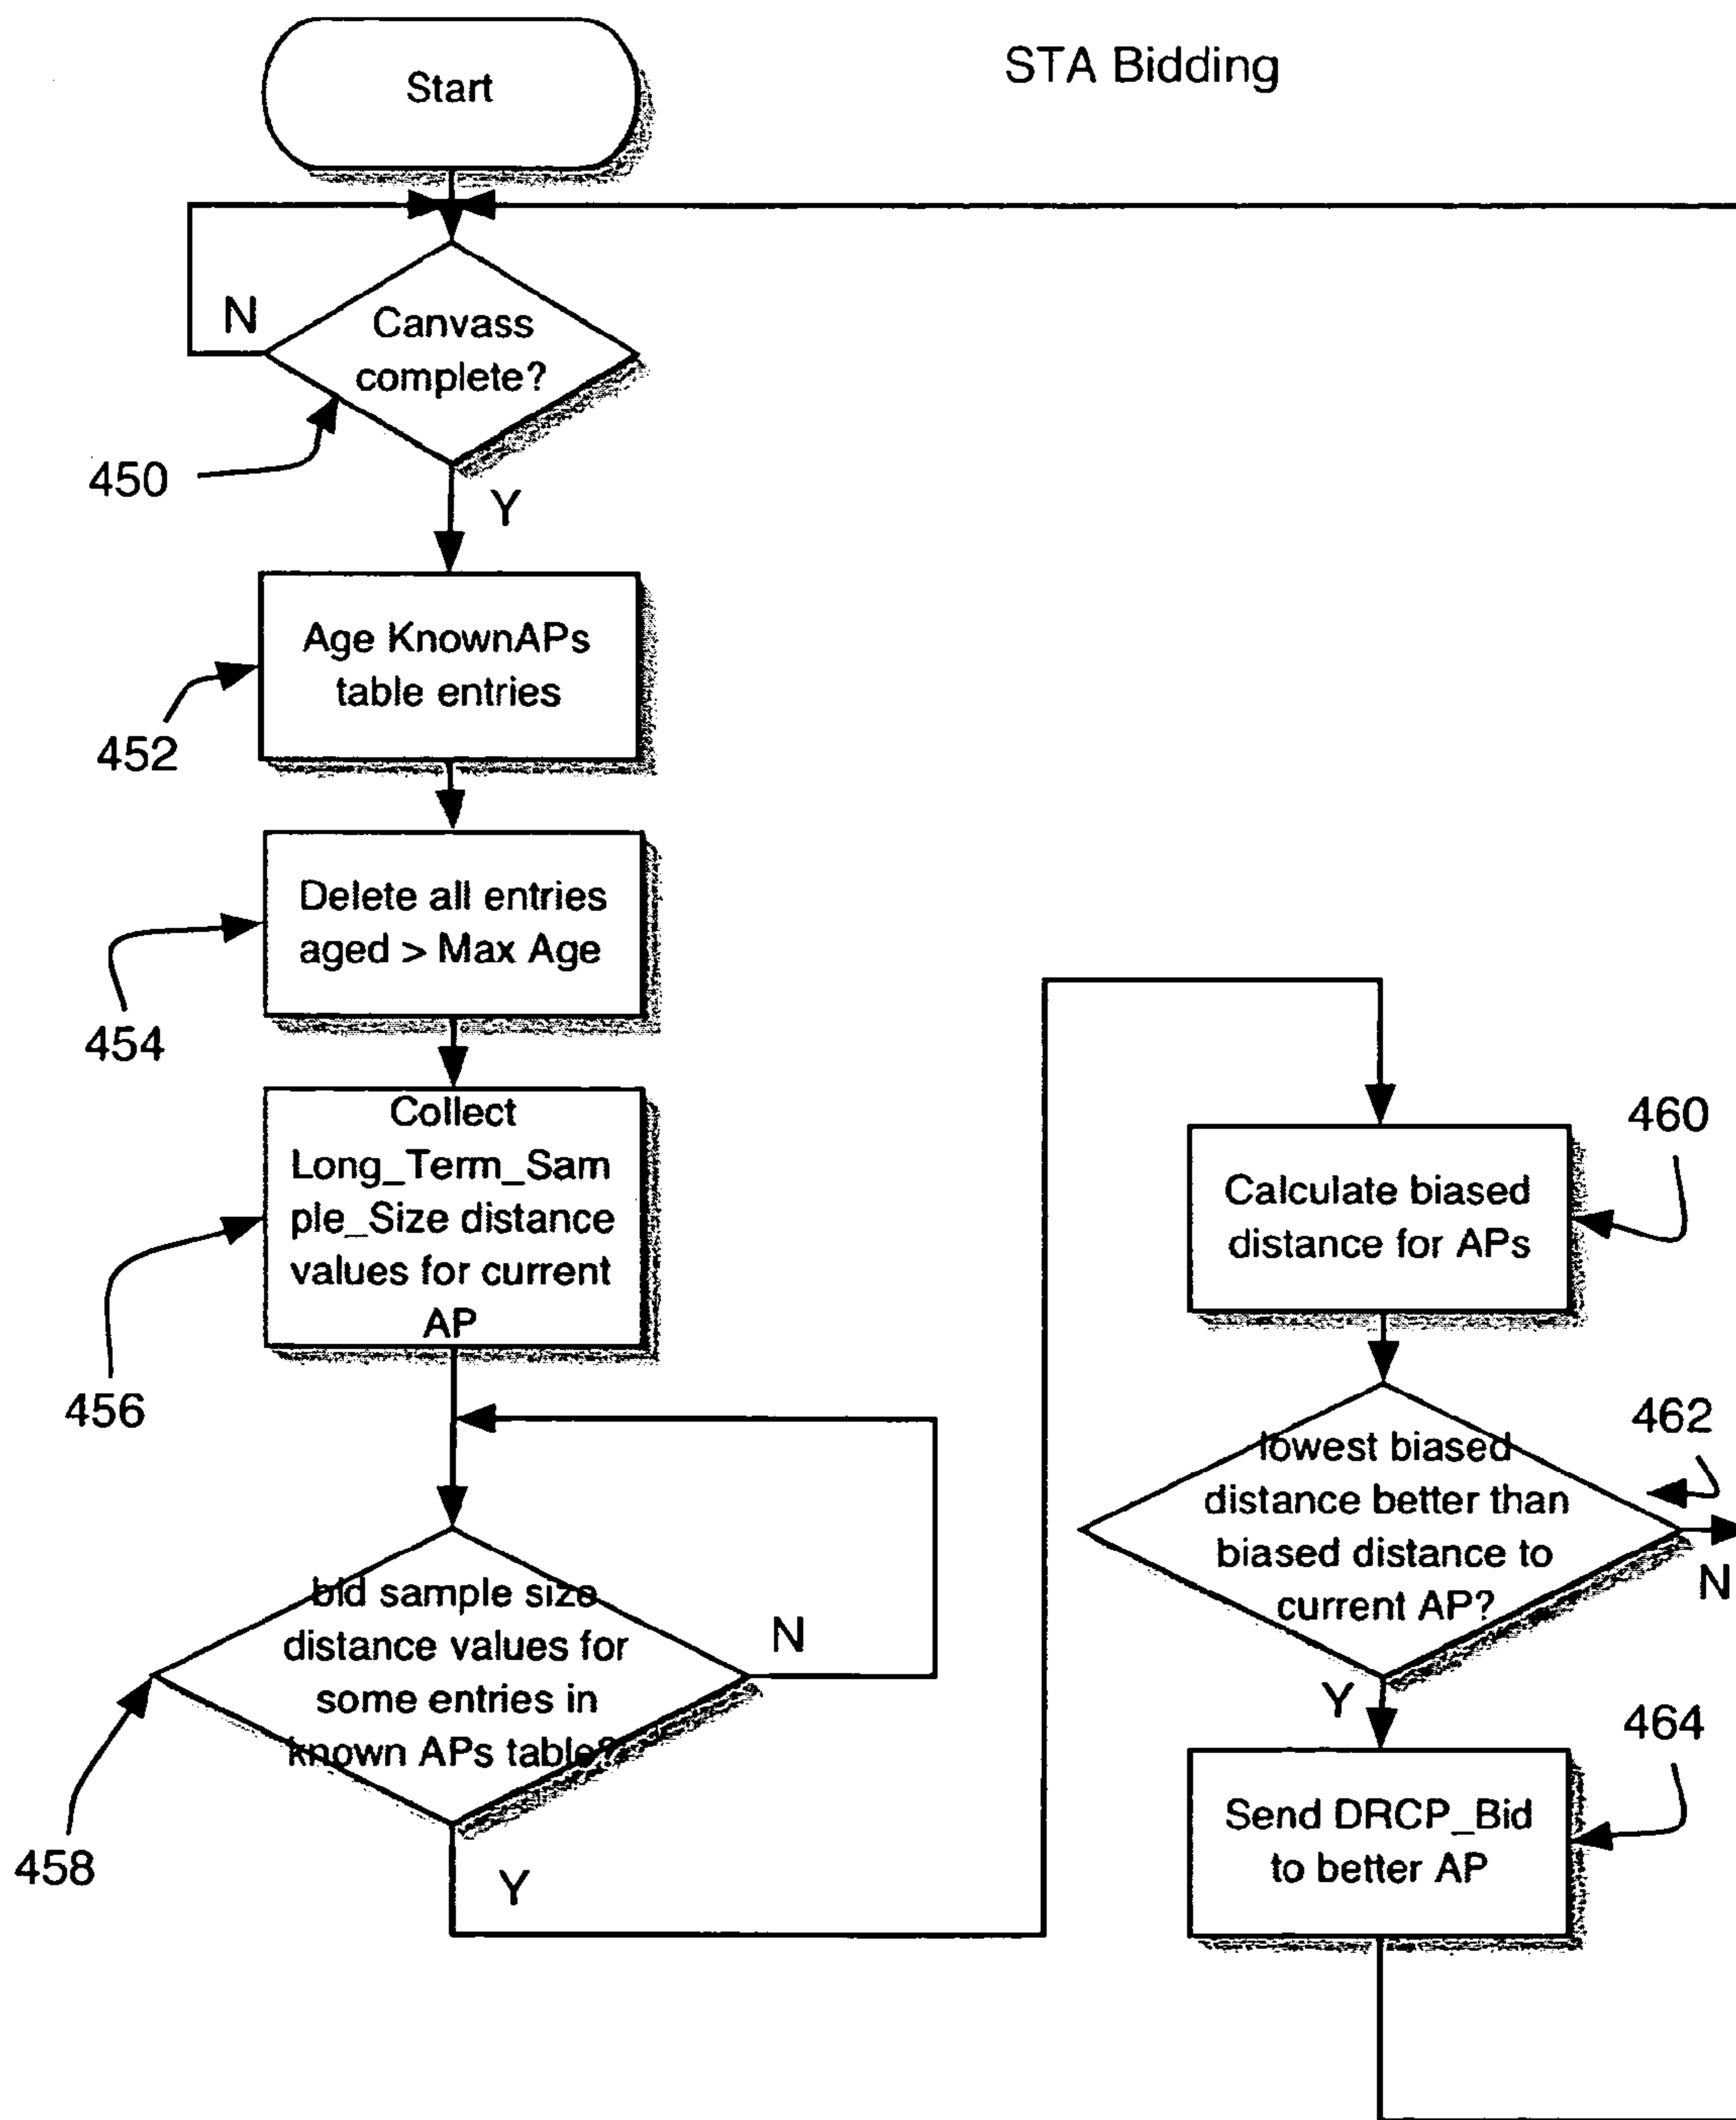 STA Bidding
Start
Canvass
complete?
N
450
Y
Age KnownAPs
table entries
452
Delete all entries
aged > Max Age
454
Collect
Long_Term_Sam
ple_Size distance
values for current
AP
456
bid sample size
distance values for
some entries in
known APs table?
N
458
Y
460
Calculate biased
distance for APs
462
lowest biased
distance better than
biased distance to
current AP?
N
Y
464
Send DRCP_Bid
to better AP